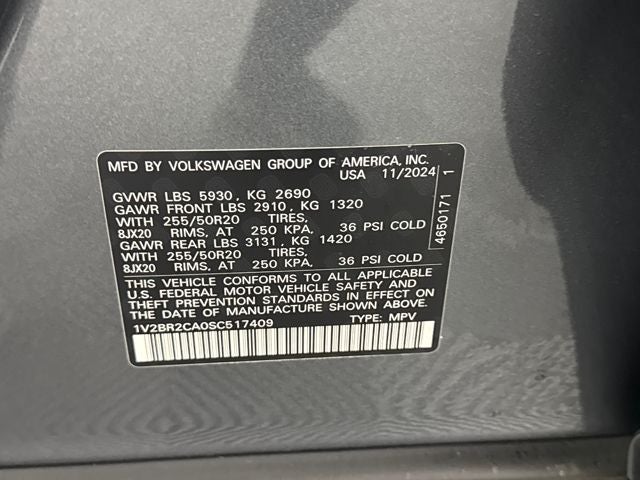 MFD BY VOLKSWAGEN GROUP OF AMERICA, INC.
USA 11/2024
GVWR LBS 5930, KG 2690
GAWR FRONT LBS 2910, KG 1320
WITH 255/50R20 TIRES,
8JX20 RIMS, AT 250 KPA, 36 PSI COLD
GAWR REAR LBS 3131, KG 1420
WITH 255/50R20 TIRES,
8JX20 RIMS, AT 250 KPA, 36 PSI COLD
THIS VEHICLE CONFORMS TO ALL APPLICABLE
U.S. FEDERAL MOTOR VEHICLE SAFETY AND
THEFT PREVENTION STANDARDS IN EFFECT ON
THE DATE OF MANUFACTURE SHOWN ABOVE.
1V2BR2CA0SC517409 TYPE: MPV
4650171 1